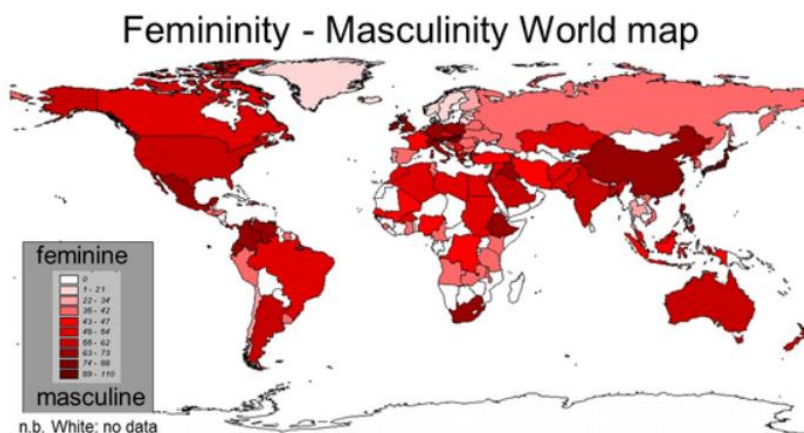 Femininity - Masculinity World map
feminine
0
1 - 21
22 - 34
35 - 42
43 - 47
48 - 54
55 - 62
63 - 73
74 - 88
89 - 110
masculine
n.b. White: no data